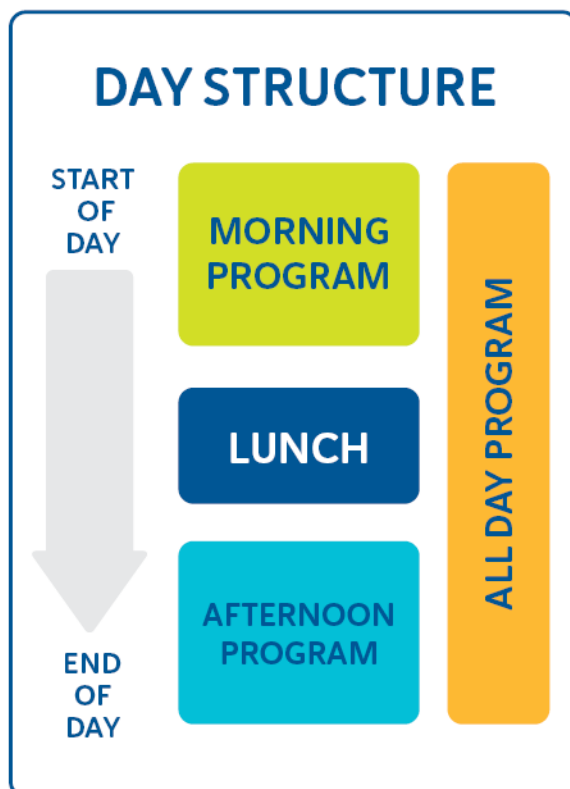 DAY STRUCTURE
START
OF
DAY
MORNING
PROGRAM
LUNCH
AFTERNOON
PROGRAM
END
OF
DAY
ALL DAY PROGRAM